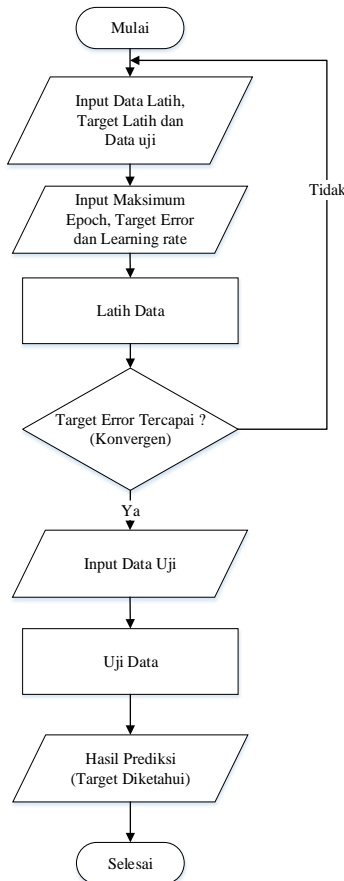 Mulai
Input Data Latih,
Target Latih dan
Data uji
Input Maksimum
Epoch, Target Error
dan Learning rate
Tidak
Latih Data
Target Error Tercapai ?
(Konvergen)
Ya
Input Data Uji
Uji Data
Hasil Prediksi
(Target Diketahui)
Selesai